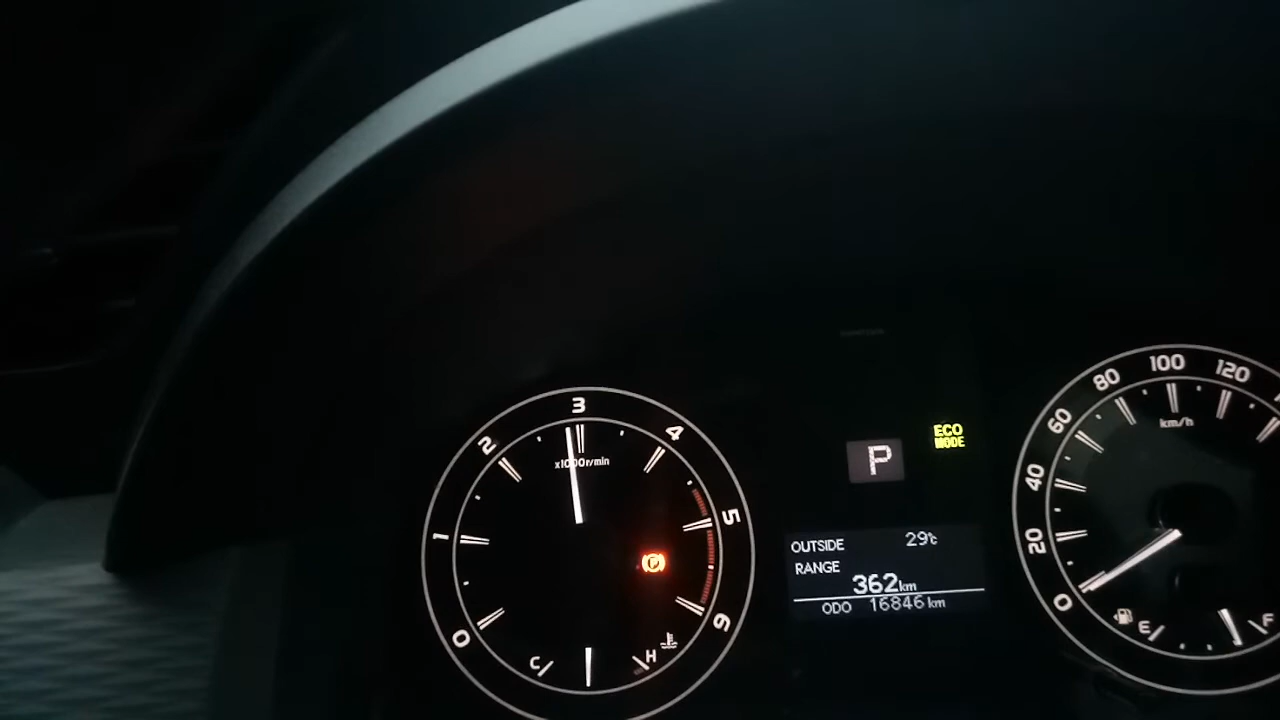 0
1
2
3
4
5
6
x1000r/min
C
H
P
ECO
MODE
OUTSIDE 29℃
RANGE
362km
ODO 16846 km
0
20
40
60
80
100
120
km/h
E
F